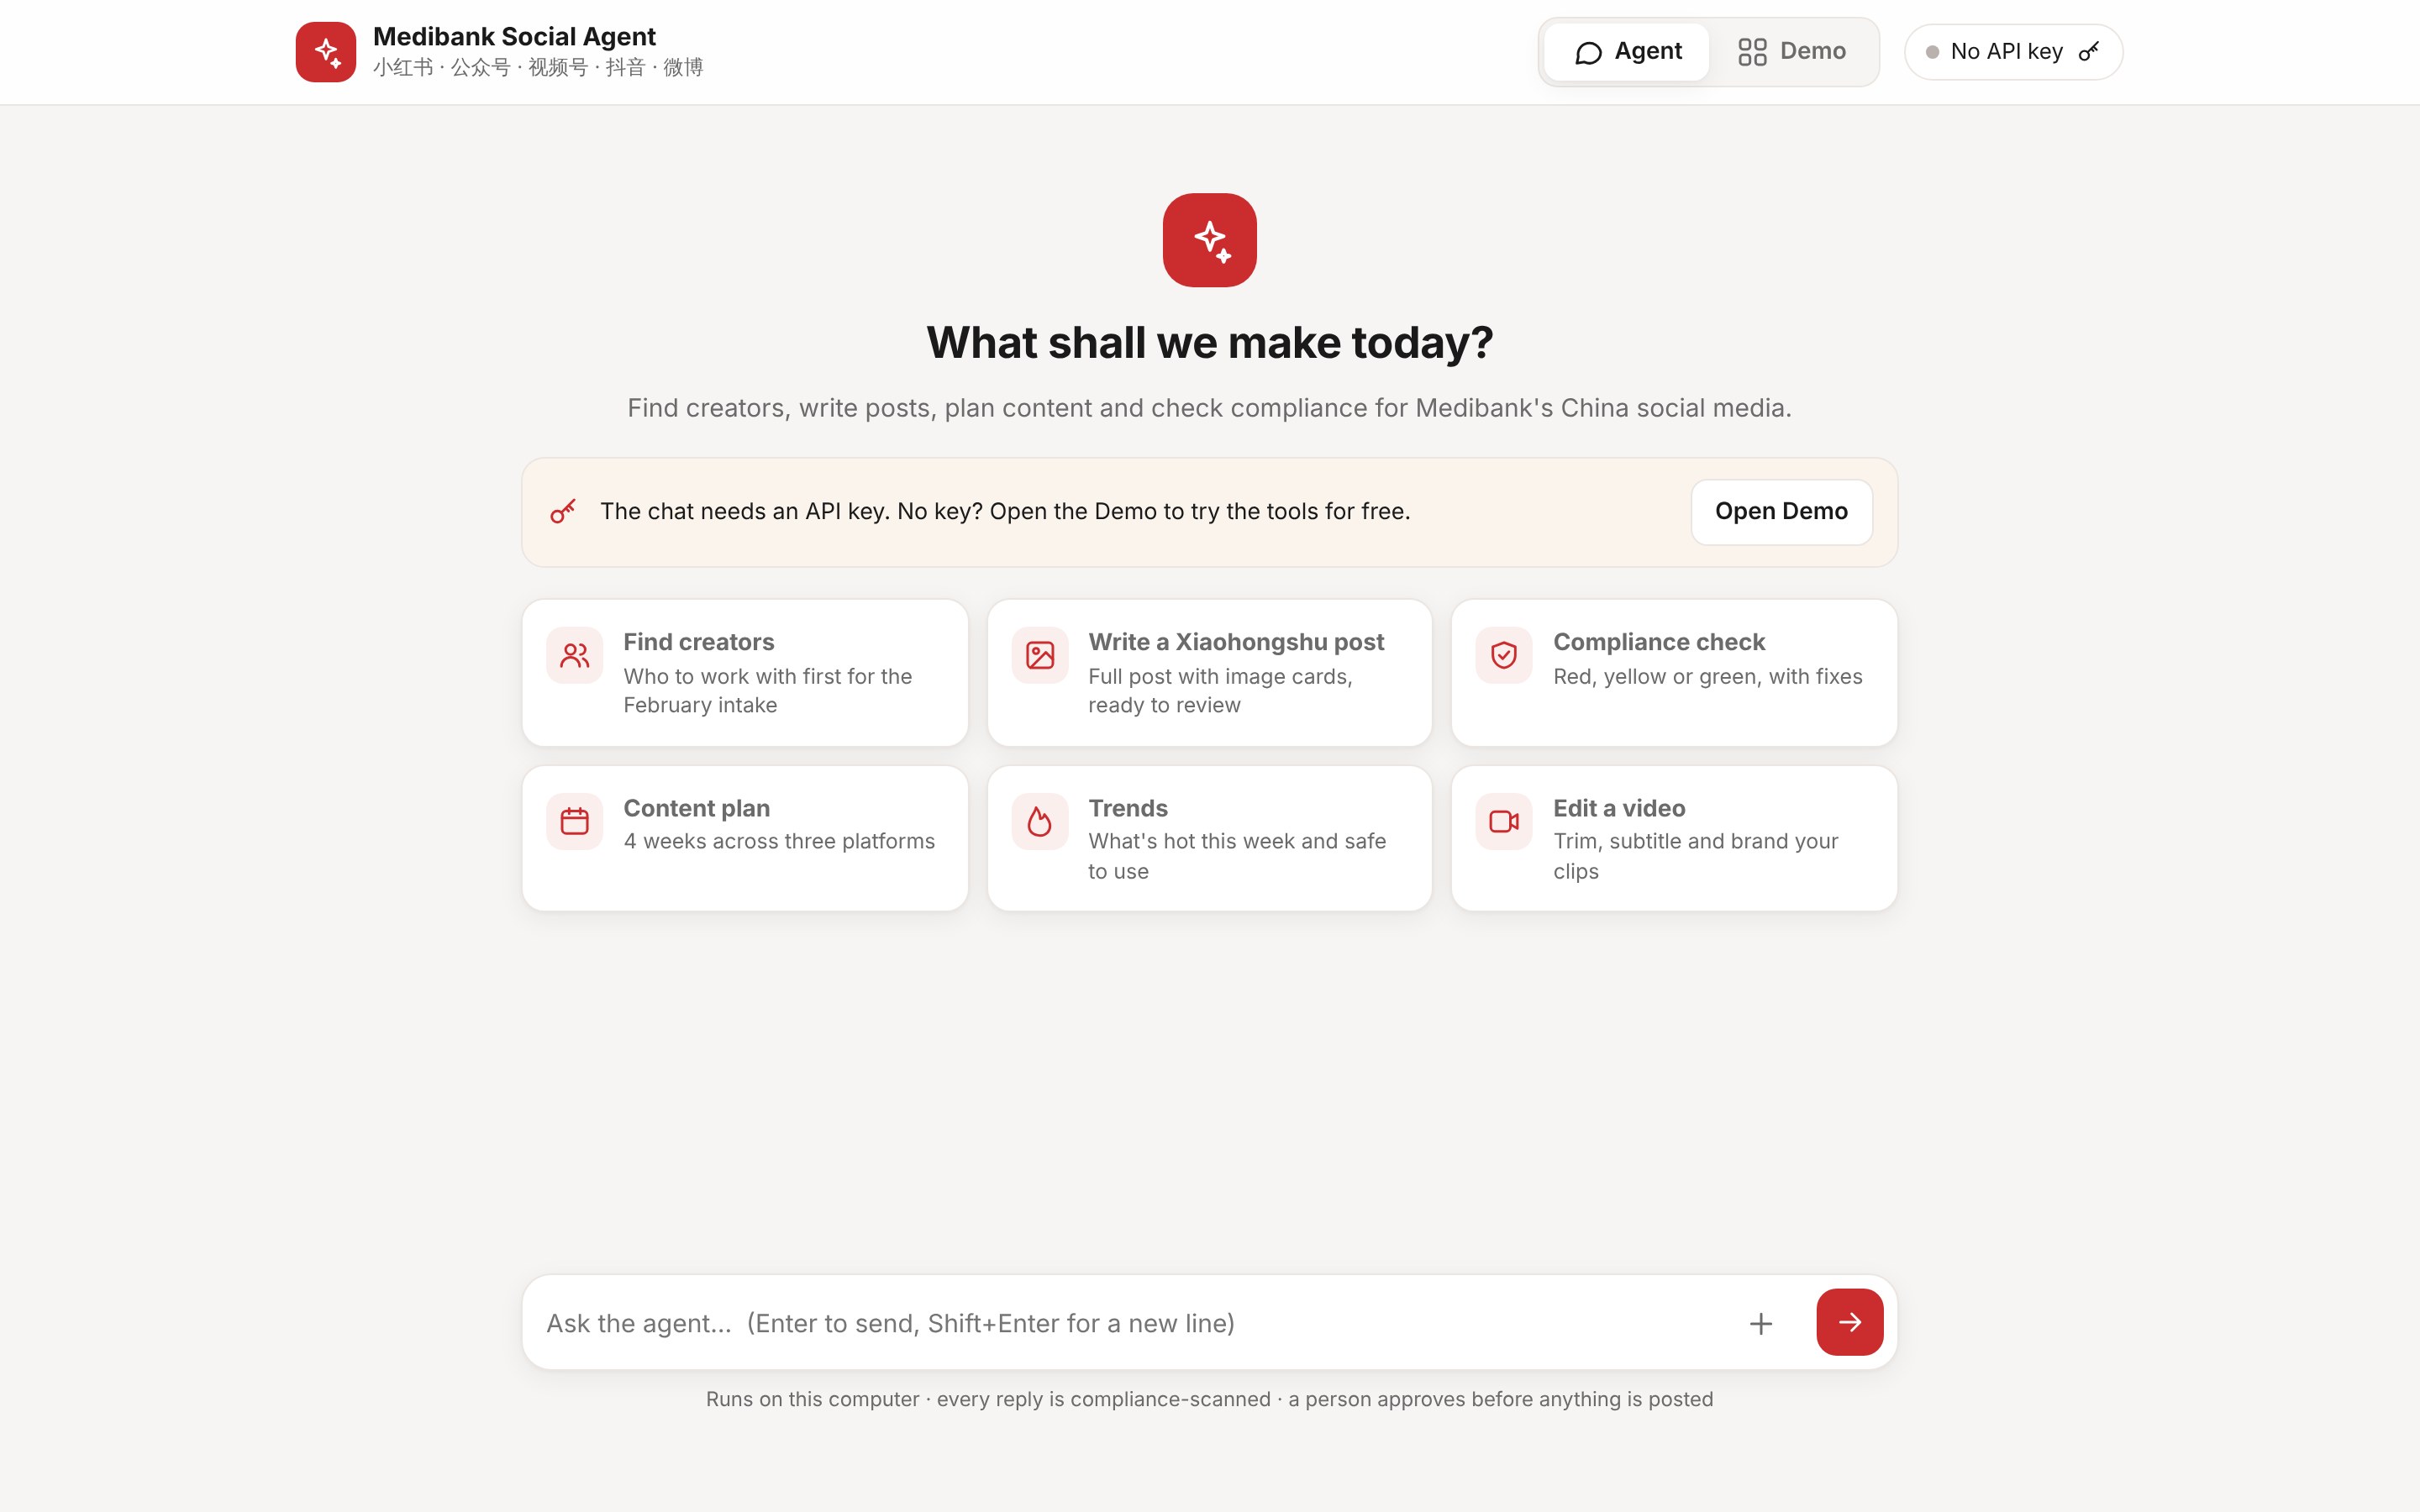 Medibank Social Agent
小红书 · 公众号 · 视频号 · 抖音 · 微博
Agent
Demo
No API key
What shall we make today?
Find creators, write posts, plan content and check compliance for Medibank's China social media.
The chat needs an API key. No key? Open the Demo to try the tools for free.
Open Demo
Find creators
Who to work with first for the
February intake
Write a Xiaohongshu post
Full post with image cards,
ready to review
Compliance check
Red, yellow or green, with fixes
Content plan
4 weeks across three platforms
Trends
What's hot this week and safe
to use
Edit a video
Trim, subtitle and brand your
clips
Ask the agent... (Enter to send, Shift+Enter for a new line)
Runs on this computer · every reply is compliance-scanned · a person approves before anything is posted